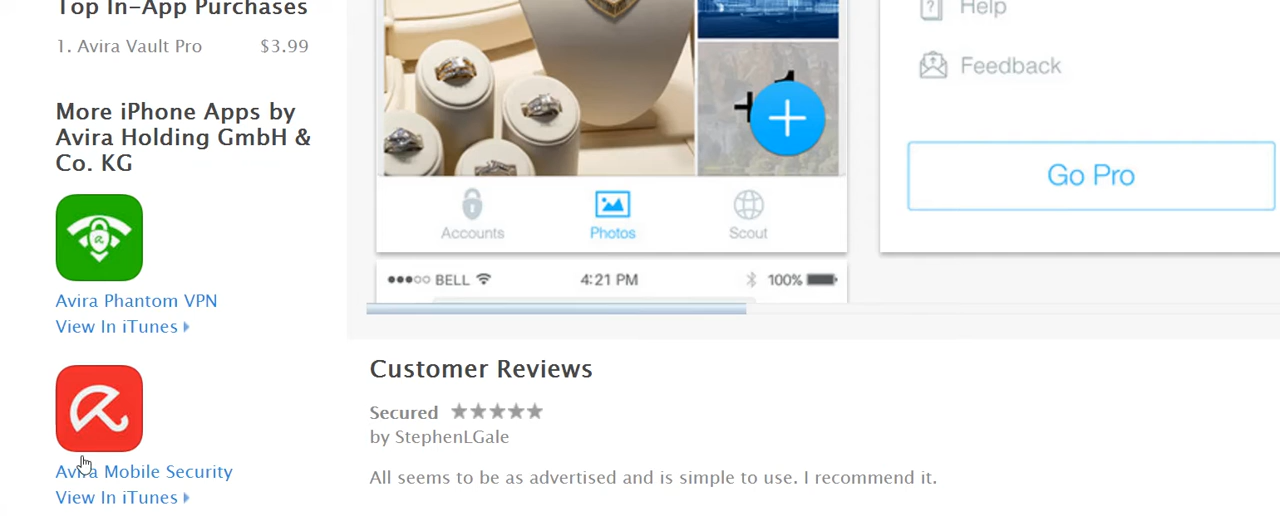 Top In-App Purchases
1. Avira Vault Pro $3.99
More iPhone Apps by
Avira Holding GmbH &
Co. KG
Avira Phantom VPN
View In iTunes
Avira Mobile Security
View In iTunes
Accounts
Photos
Scout
BELL 4:21 PM 100%
Help
Feedback
Go Pro
Customer Reviews
Secured
by StephenLGale
All seems to be as advertised and is simple to use. I recommend it.